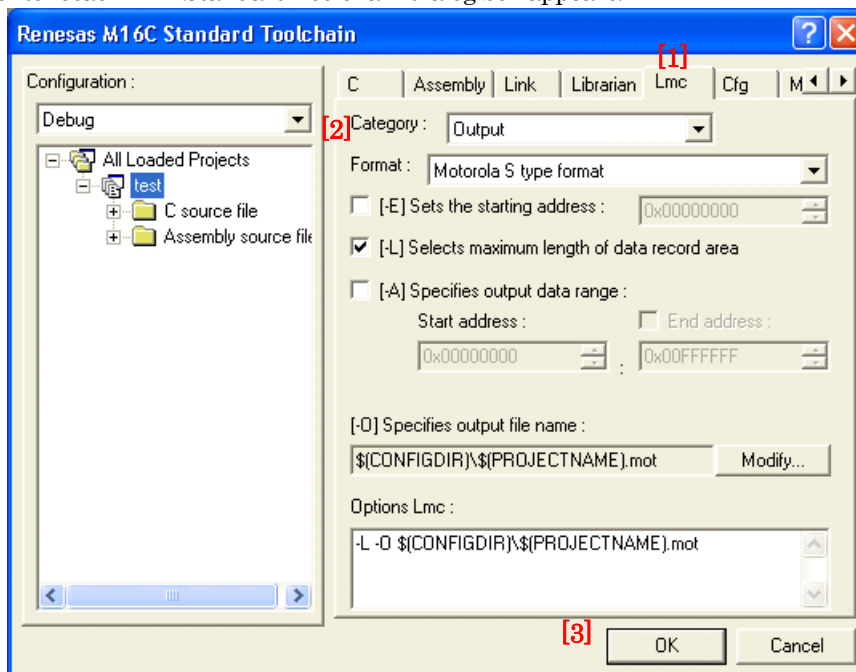 Renesas M16C Standard Toolchain
[1]
Configuration :
Debug
All Loaded Projects
test
C source file
Assembly source file
C Assembly Link Librarian Lmc Cfg M
[2]
Category : Output
Format : Motorola S type format
[-E] Sets the starting address : 0x00000000
[-L] Selects maximum length of data record area
[-A] Specifies output data range :
Start address : End address :
0x00000000 : 0x00FFFFFF
[-O] Specifies output file name :
$(CONFIGDIR)\$(PROJECTNAME).mot Modify...
Options Lmc :
-L -O $(CONFIGDIR)\$(PROJECTNAME).mot
[3]
OK Cancel